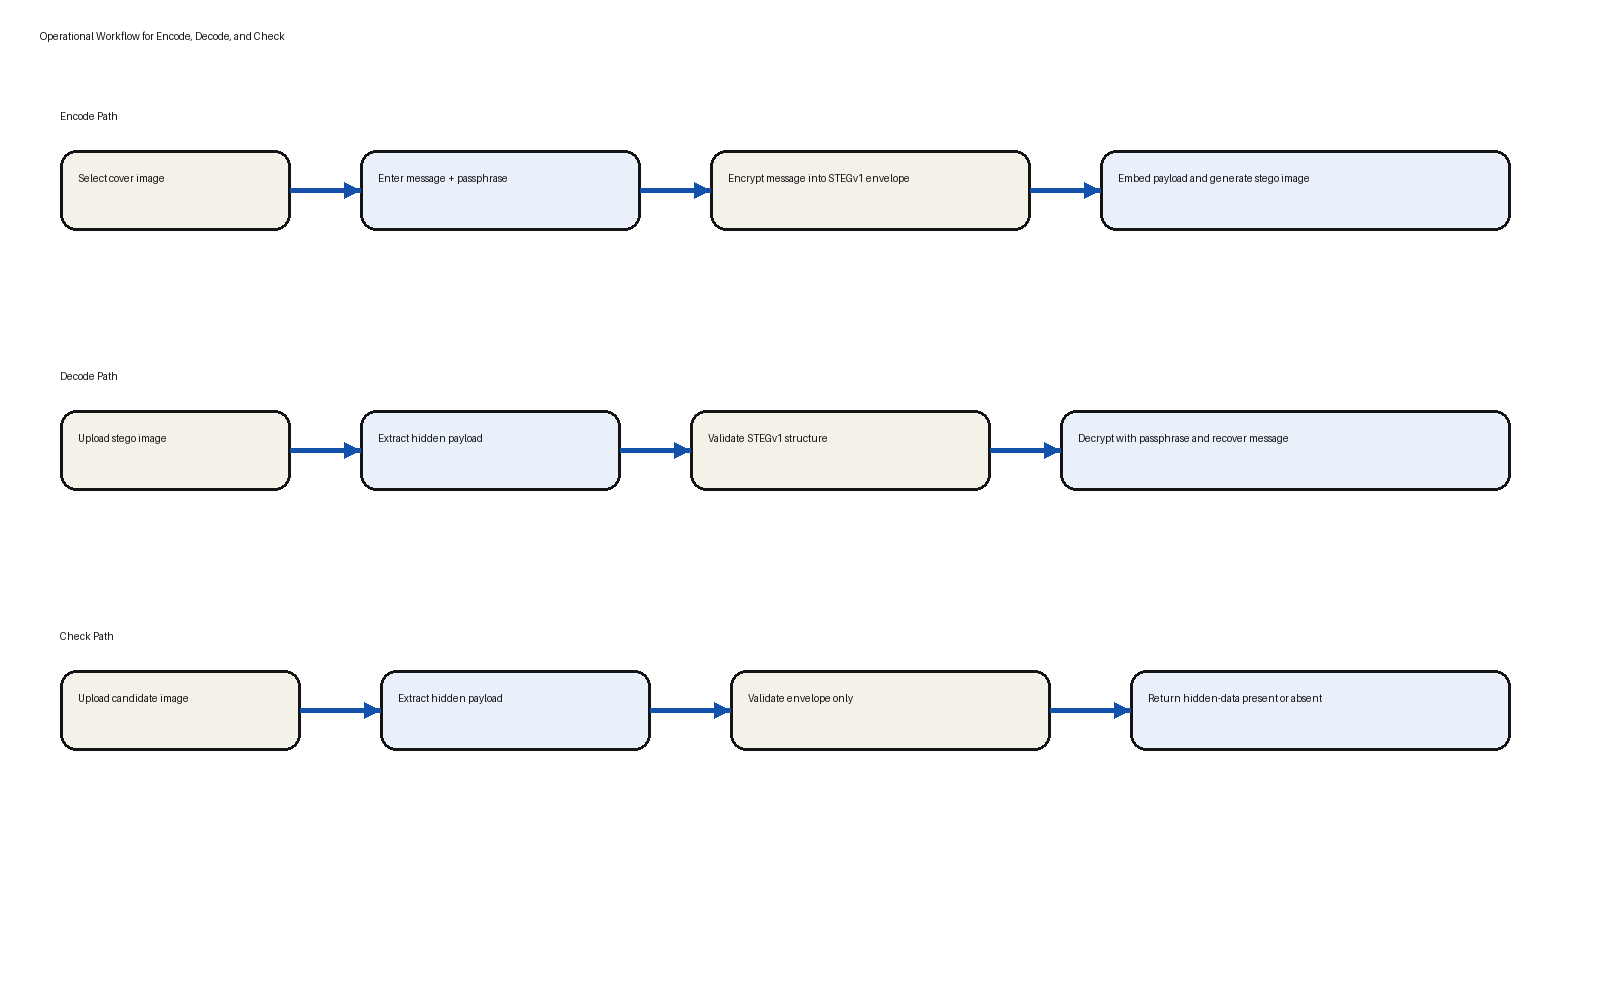 Operational Workflow for Encode, Decode, and Check
Encode Path
Select cover image
Enter message + passphrase
Encrypt message into STEGv1 envelope
Embed payload and generate stego image
Decode Path
Upload stego image
Extract hidden payload
Validate STEGv1 structure
Decrypt with passphrase and recover message
Check Path
Upload candidate image
Extract hidden payload
Validate envelope only
Return hidden-data present or absent